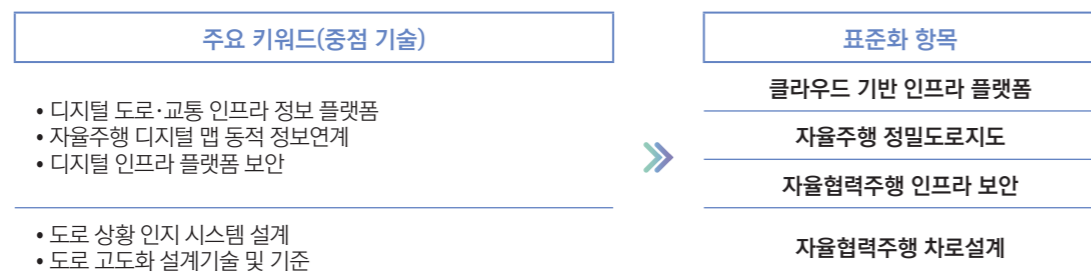 주요 키워드(중점 기술)
• 디지털 도로·교통 인프라 정보 플랫폼
• 자율주행 디지털 맵 동적 정보연계
• 디지털 인프라 플랫폼 보안
• 도로 상황 인지 시스템 설계
• 도로 고도화 설계기술 및 기준
표준화 항목
클라우드 기반 인프라 플랫폼
자율주행 정밀도로지도
자율협력주행 인프라 보안
자율협력주행 차로설계